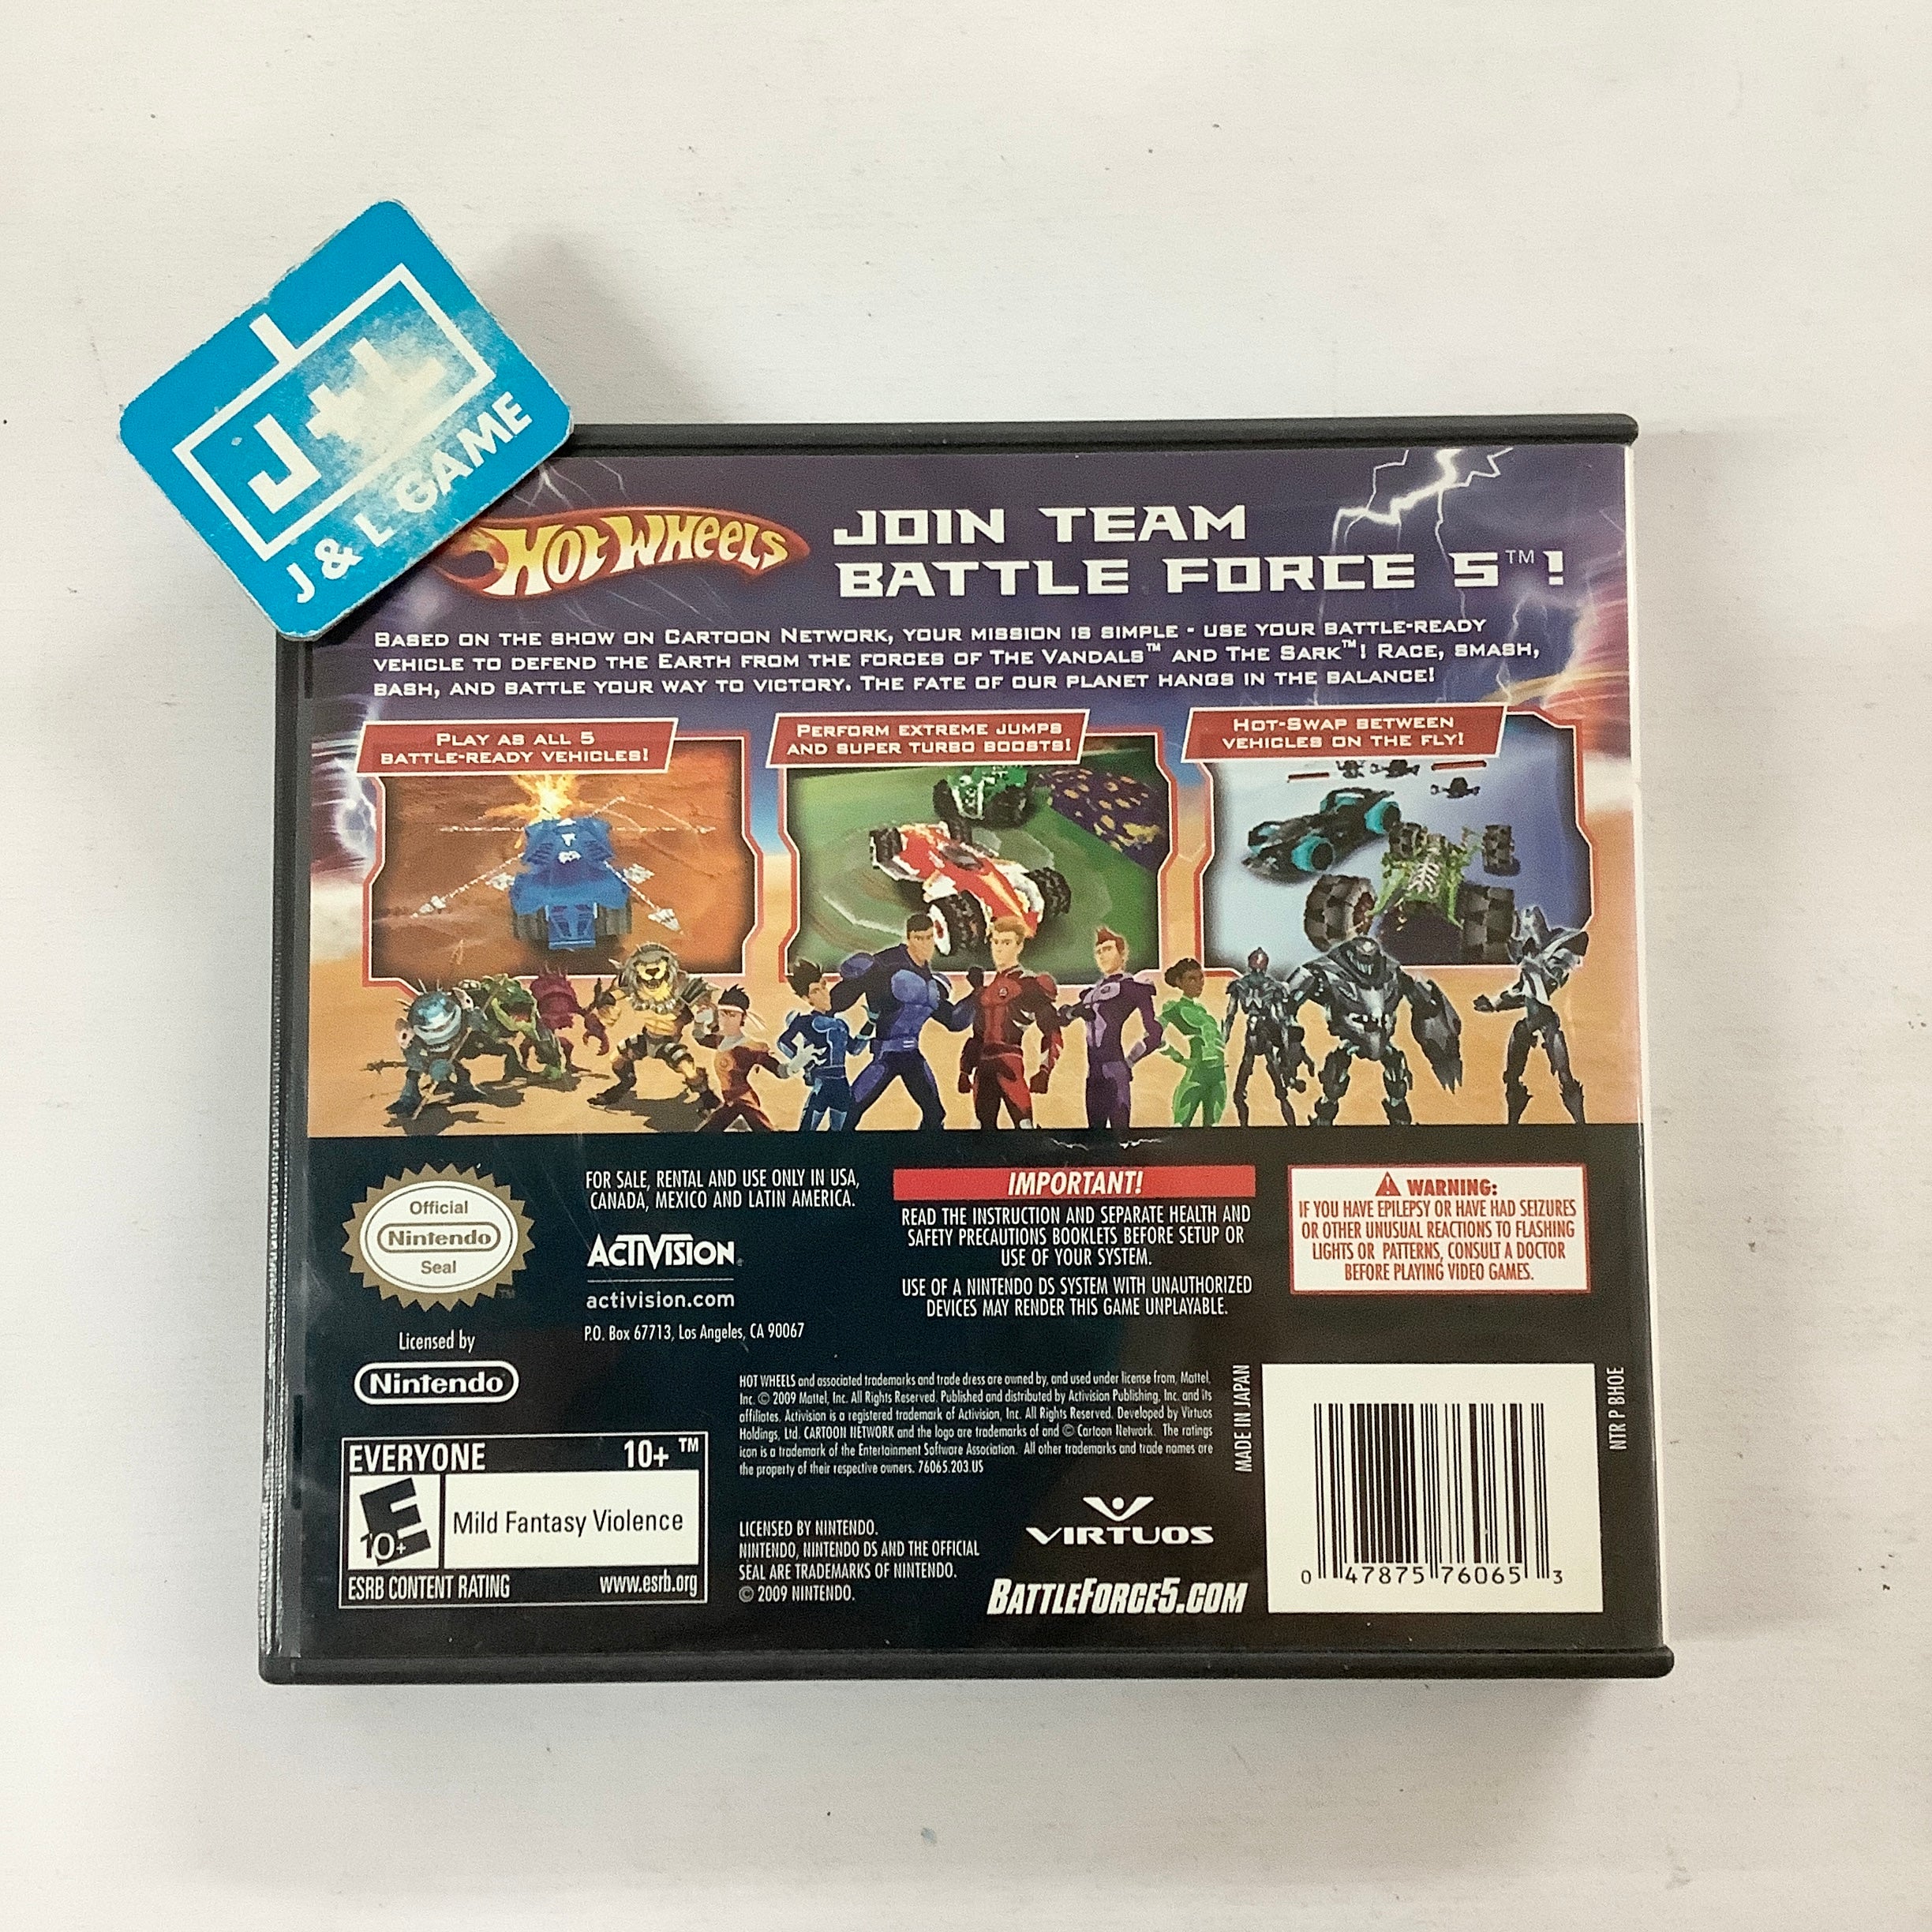 J+L
J & L GAME
HOT WHEELS
JOIN TEAM
BATTLE FORCE 5™!
BASED ON THE SHOW ON CARTOON NETWORK, YOUR MISSION IS SIMPLE - USE YOUR BATTLE-READY
VEHICLE TO DEFEND THE EARTH FROM THE FORCES OF THE VANDALS™ AND THE SARK™! RACE, SMASH,
BASH, AND BATTLE YOUR WAY TO VICTORY. THE FATE OF OUR PLANET HANGS IN THE BALANCE!
PLAY AS ALL 5
BATTLE-READY VEHICLES!
PERFORM EXTREME JUMPS
AND SUPER TURBO BOOSTS!
HOT-SWAP BETWEEN
VEHICLES ON THE FLY!
Official
Nintendo
Seal
TM
Licensed by
Nintendo
FOR SALE, RENTAL AND USE ONLY IN USA,
CANADA, MEXICO AND LATIN AMERICA.
ACTIVISION.
activision.com
P.O. Box 67713, Los Angeles, CA 90067
IMPORTANT!
READ THE INSTRUCTION AND SEPARATE HEALTH AND
SAFETY PRECAUTIONS BOOKLETS BEFORE SETUP OR
USE OF YOUR SYSTEM.
USE OF A NINTENDO DS SYSTEM WITH UNAUTHORIZED
DEVICES MAY RENDER THIS GAME UNPLAYABLE.
WARNING:
IF YOU HAVE EPILEPSY OR HAVE HAD SEIZURES
OR OTHER UNUSUAL REACTIONS TO FLASHING
LIGHTS OR PATTERNS, CONSULT A DOCTOR
BEFORE PLAYING VIDEO GAMES.
HOT WHEELS and associated trademarks and trade dress are owned by, and used under license from, Mattel,
Inc. © 2009 Mattel, Inc. All Rights Reserved. Published and distributed by Activision Publishing, Inc. and its
affiliates. Activision is a registered trademark of Activision, Inc. All Rights Reserved. Developed by Virtuos
Holdings, Ltd. CARTOON NETWORK and the logo are trademarks of and © Cartoon Network. The ratings
icon is a trademark of the Entertainment Software Association. All other trademarks and trade names are
the property of their respective owners. 76065.203.US
EVERYONE 10+ ™
E
10+
Mild Fantasy Violence
ESRB CONTENT RATING www.esrb.org
LICENSED BY NINTENDO.
NINTENDO, NINTENDO DS AND THE OFFICIAL
SEAL ARE TRADEMARKS OF NINTENDO.
© 2009 NINTENDO.
VIRTUOS
BATTLEFORCE5.COM
MADE IN JAPAN
0 47875 76065 3
NTR P BHOE